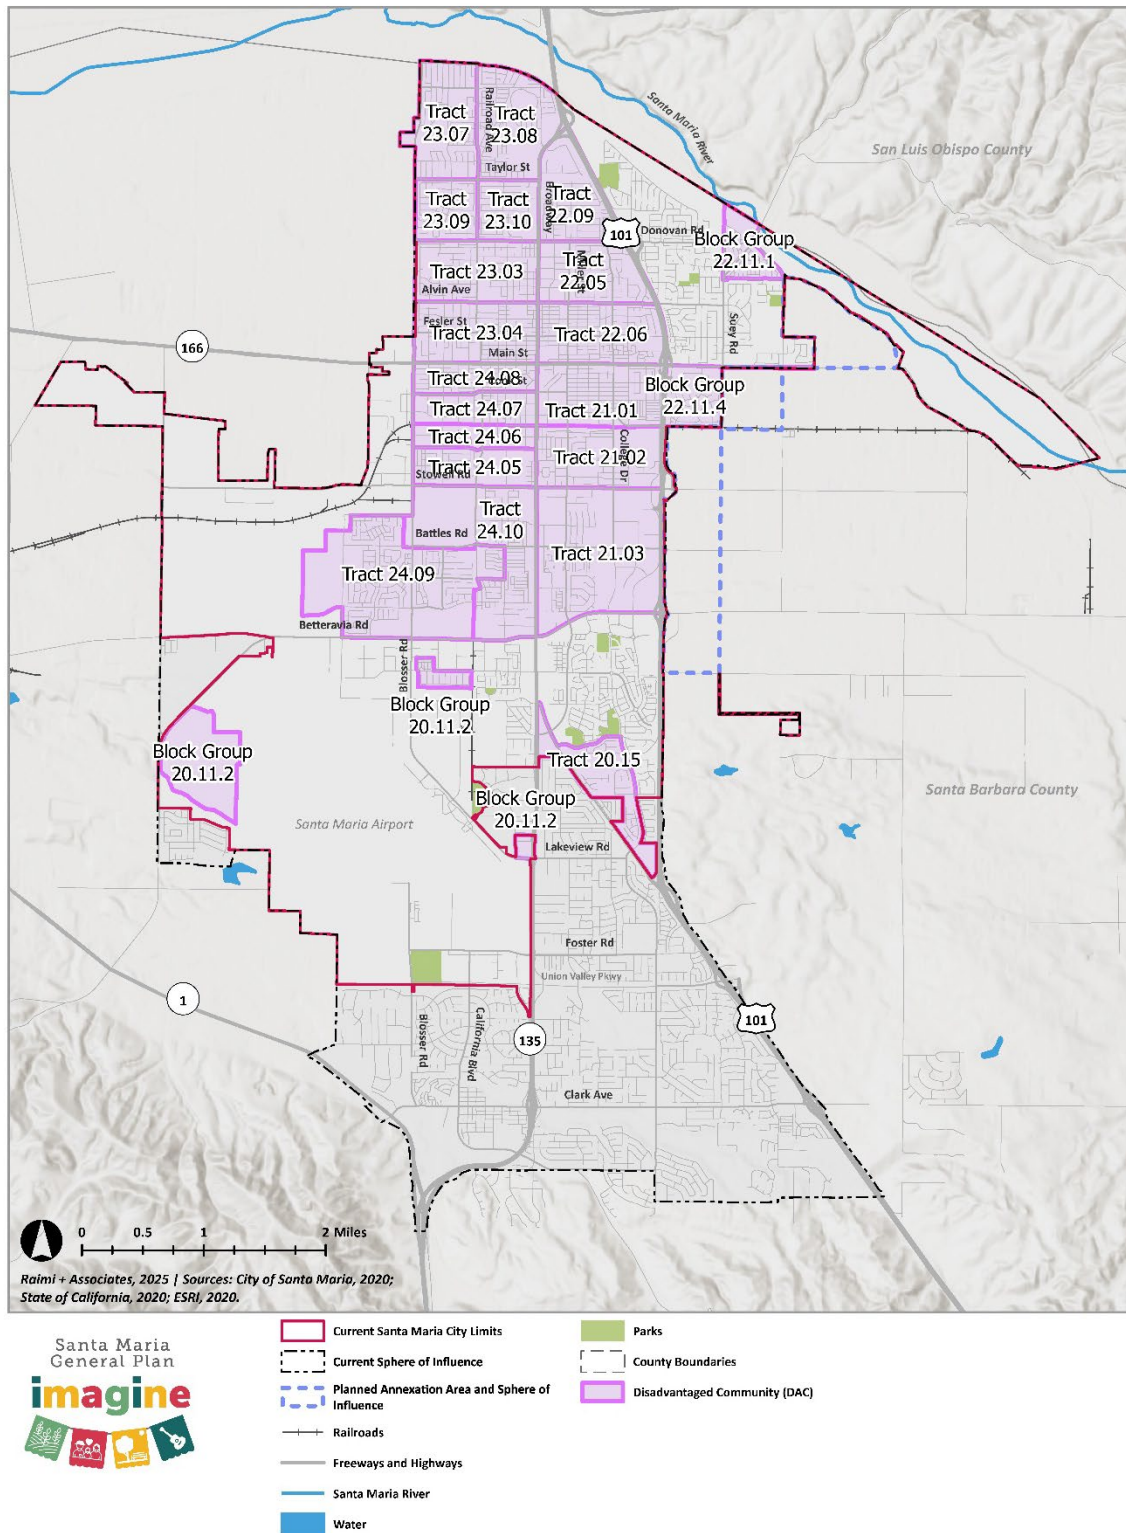 Santa Maria River
San Luis Obispo County
Tract
23.07
Railroad Ave
Tract
23.08
Taylor St
Tract
23.09
Tract
23.10
Broadway
Tract
22.09
101
Donovan Rd
Block Group
22.11.1
Tract 23.03
Miller St
Tract
22.05
Alvin Ave
Fesler St
Tract 23.04
Tract 22.06
Suey Rd
166
Main St
Tract 24.08
Block Group
22.11.4
Tract 24.07
Tract 21.01
Tract 24.06
College Dr
Tract 21.02
Tract 24.05
Stowell Rd
Tract
24.10
Battles Rd
Tract 21.03
Tract 24.09
Betteravia Rd
Blosser Rd
Block Group
20.11.2
Block Group
20.11.2
Tract 20.15
Block Group
20.11.2
Santa Barbara County
Santa Maria Airport
Lakeview Rd
Foster Rd
Union Valley Pkwy
1
101
Blosser Rd
California Blvd
135
Clark Ave
0 0.5 1 2 Miles
Raimi + Associates, 2025 | Sources: City of Santa Maria, 2020;
State of California, 2020; ESRI, 2020.
Santa Maria
General Plan
imagine
Current Santa Maria City Limits
Current Sphere of Influence
Planned Annexation Area and Sphere of
Influence
Railroads
Freeways and Highways
Santa Maria River
Water
Parks
County Boundaries
Disadvantaged Community (DAC)